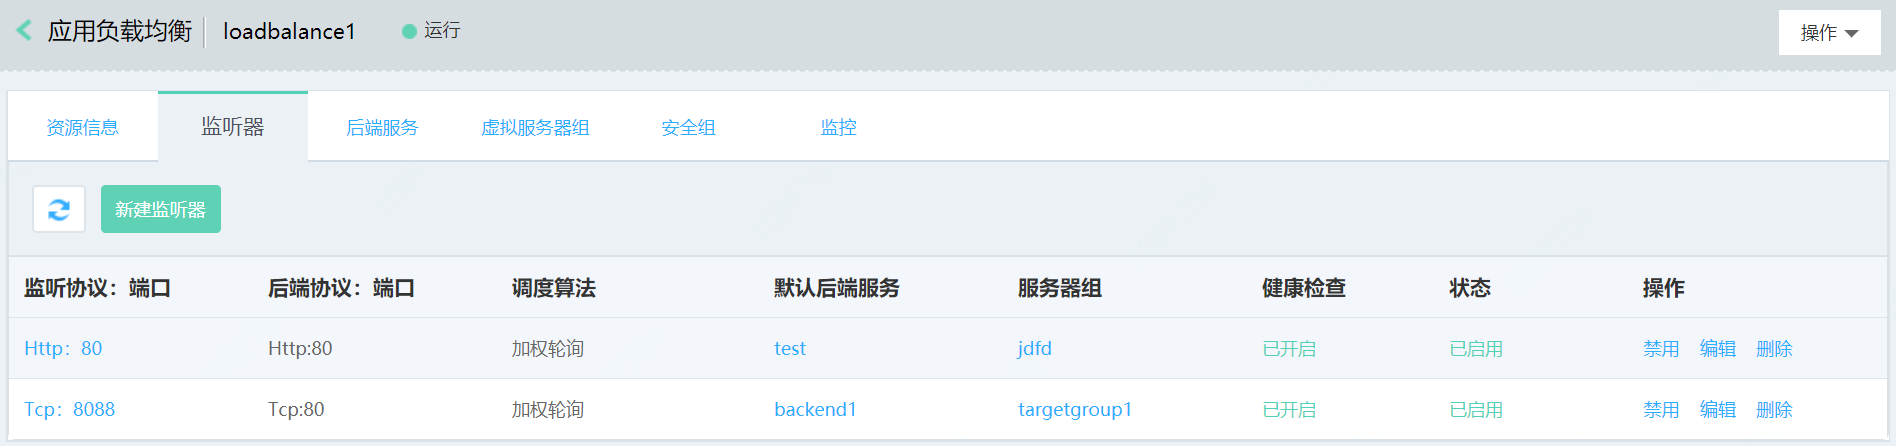 应用负载均衡 loadbalance1 运行 操作
资源信息 监听器 后端服务 虚拟服务器组 安全组 监控
新建监听器
监听协议：端口 后端协议：端口 调度算法 默认后端服务 服务器组 健康检查 状态 操作
Http：80 Http:80 加权轮询 test jdfd 已开启 已启用 禁用 编辑 删除
Tcp：8088 Tcp:80 加权轮询 backend1 targetgroup1 已开启 已启用 禁用 编辑 删除